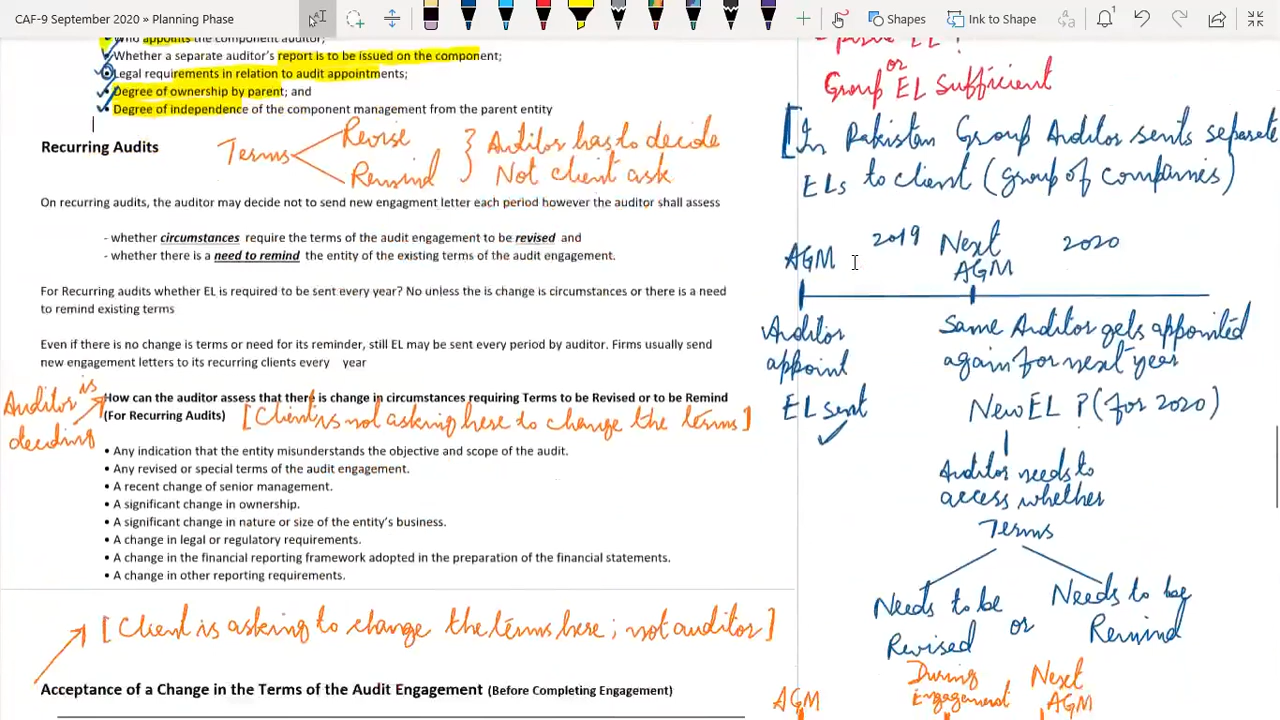 CAF-9 September 2020 » Planning Phase
Shapes
Ink to Shape
Who appoints the component auditor;
Whether a separate auditor's report is to be issued on the component;
Legal requirements in relation to audit appointments;
Degree of ownership by parent; and
Degree of independence of the component management from the parent entity
Recurring Audits
Terms
Revise
Remind
Auditor has to decide
Not client ask
On recurring audits, the auditor may decide not to send new engagment letter each period however the auditor shall assess
- whether circumstances require the terms of the audit engagement to be revised and
- whether there is a need to remind the entity of the existing terms of the audit engagement.
For Recurring audits whether EL is required to be sent every year? No unless the is change is circumstances or there is a need
to remind existing terms
Even if there is no change is terms or need for its reminder, still EL may be sent every period by auditor. Firms usually send
new engagement letters to its recurring clients every year
Auditor is
deciding
How can the auditor assess that there is change in circumstances requiring Terms to be Revised or to be Remind
(For Recurring Audits)
[Client is not asking here to change the terms]
• Any indication that the entity misunderstands the objective and scope of the audit.
• Any revised or special terms of the audit engagement.
• A recent change of senior management.
• A significant change in ownership.
• A significant change in nature or size of the entity's business.
• A change in legal or regulatory requirements.
• A change in the financial reporting framework adopted in the preparation of the financial statements.
• A change in other reporting requirements.
[Client is asking to change the terms here; not auditor]
Acceptance of a Change in the Terms of the Audit Engagement (Before Completing Engagement)
EL ?
or
Group EL Sufficient
[In Pakistan Group Auditor sents separate
ELs to client (group of companies)
AGM
2019
Next
AGM
2020
Auditor
appoint
EL sent
Same Auditor gets appointed
again for next year
New EL ? (for 2020)
Auditor needs to
access whether
Terms
Needs to be
Revised
or
Needs to be
Remind
During
Engagement
Next
AGM
AGM